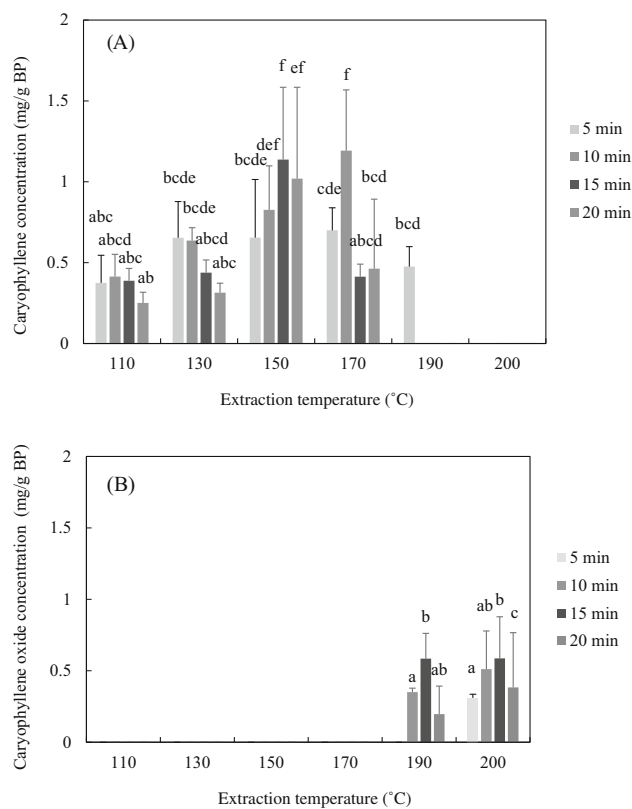 (A)
Caryophyllene concentration (mg/g BP)
2
1.5
1
0.5
0
abc
abcd
abc
ab
bcde
bcde
abcd
abc
bcde
def
f
ef
cde
f
abcd
bcd
bcd
110 130 150 170 190 200
Extraction temperature (˚C)
5 min
10 min
15 min
20 min
(B)
Caryophyllene oxide concentration (mg/g BP)
2
1.5
1
0.5
0
a
b
ab
a
ab
b
c
110 130 150 170 190 200
Extraction temperature (˚C)
5 min
10 min
15 min
20 min